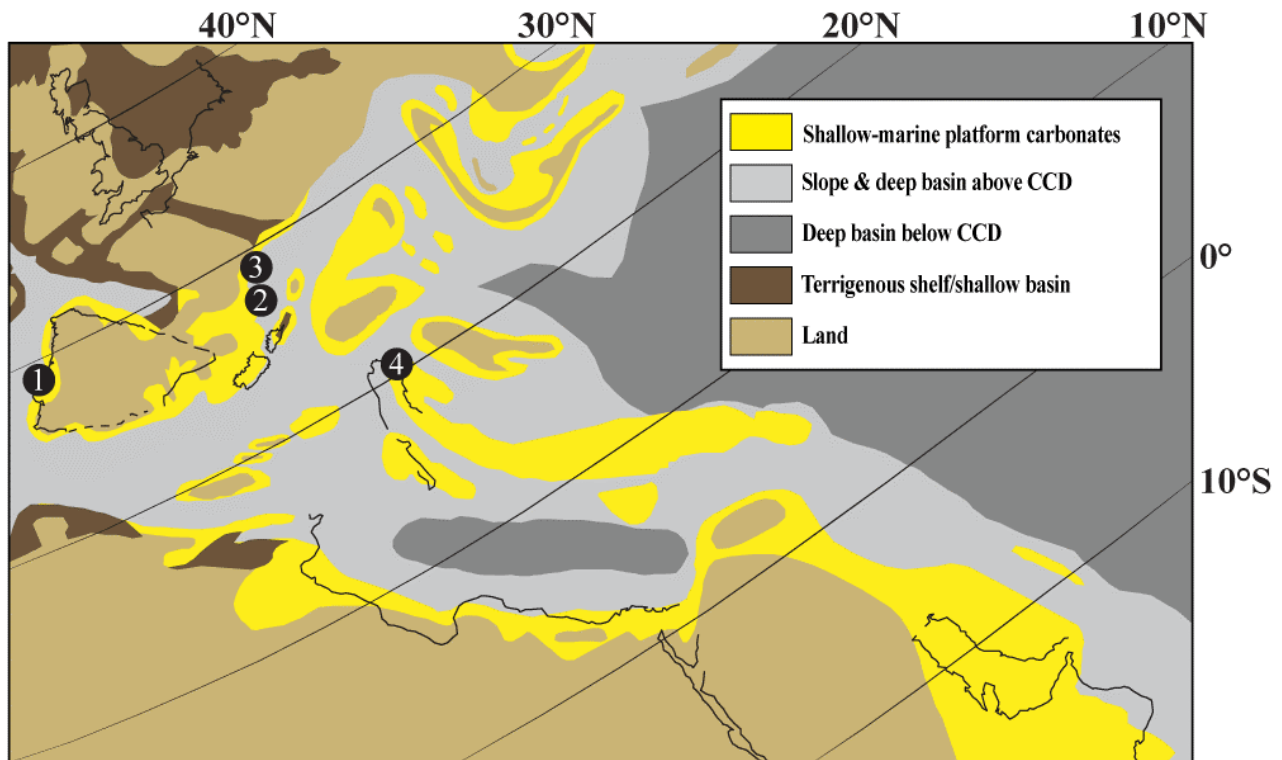 40°N 30°N 20°N 10°N
Shallow-marine platform carbonates
Slope & deep basin above CCD
Deep basin below CCD
Terrigenous shelf/shallow basin
Land
0°
10°S
3
2
4
1